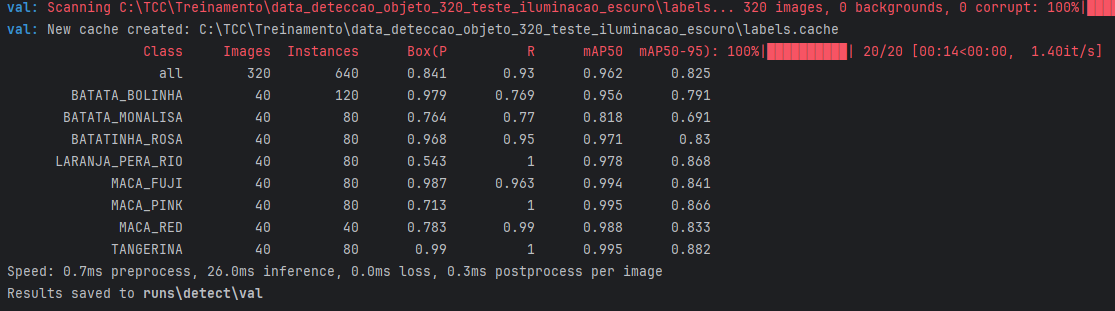 val: Scanning C:\TCC\Treinamento\data_deteccao_objeto_320_teste_iluminacao_escuro\labels... 320 images, 0 backgrounds, 0 corrupt: 100%|
val: New cache created: C:\TCC\Treinamento\data_deteccao_objeto_320_teste_iluminacao_escuro\labels.cache
Class Images Instances Box(P R mAP50 mAP50-95): 100%|██████████| 20/20 [00:14<00:00, 1.40it/s]
all 320 640 0.841 0.93 0.962 0.825
BATATA_BOLINHA 40 120 0.979 0.769 0.956 0.791
BATATA_MONALISA 40 80 0.764 0.77 0.818 0.691
BATATINHA_ROSA 40 80 0.968 0.95 0.971 0.83
LARANJA_PERA_RIO 40 80 0.543 1 0.978 0.868
MACA_FUJI 40 80 0.987 0.963 0.994 0.841
MACA_PINK 40 80 0.713 1 0.995 0.866
MACA_RED 40 40 0.783 0.99 0.988 0.833
TANGERINA 40 80 0.99 1 0.995 0.882
Speed: 0.7ms preprocess, 26.0ms inference, 0.0ms loss, 0.3ms postprocess per image
Results saved to runs\detect\val